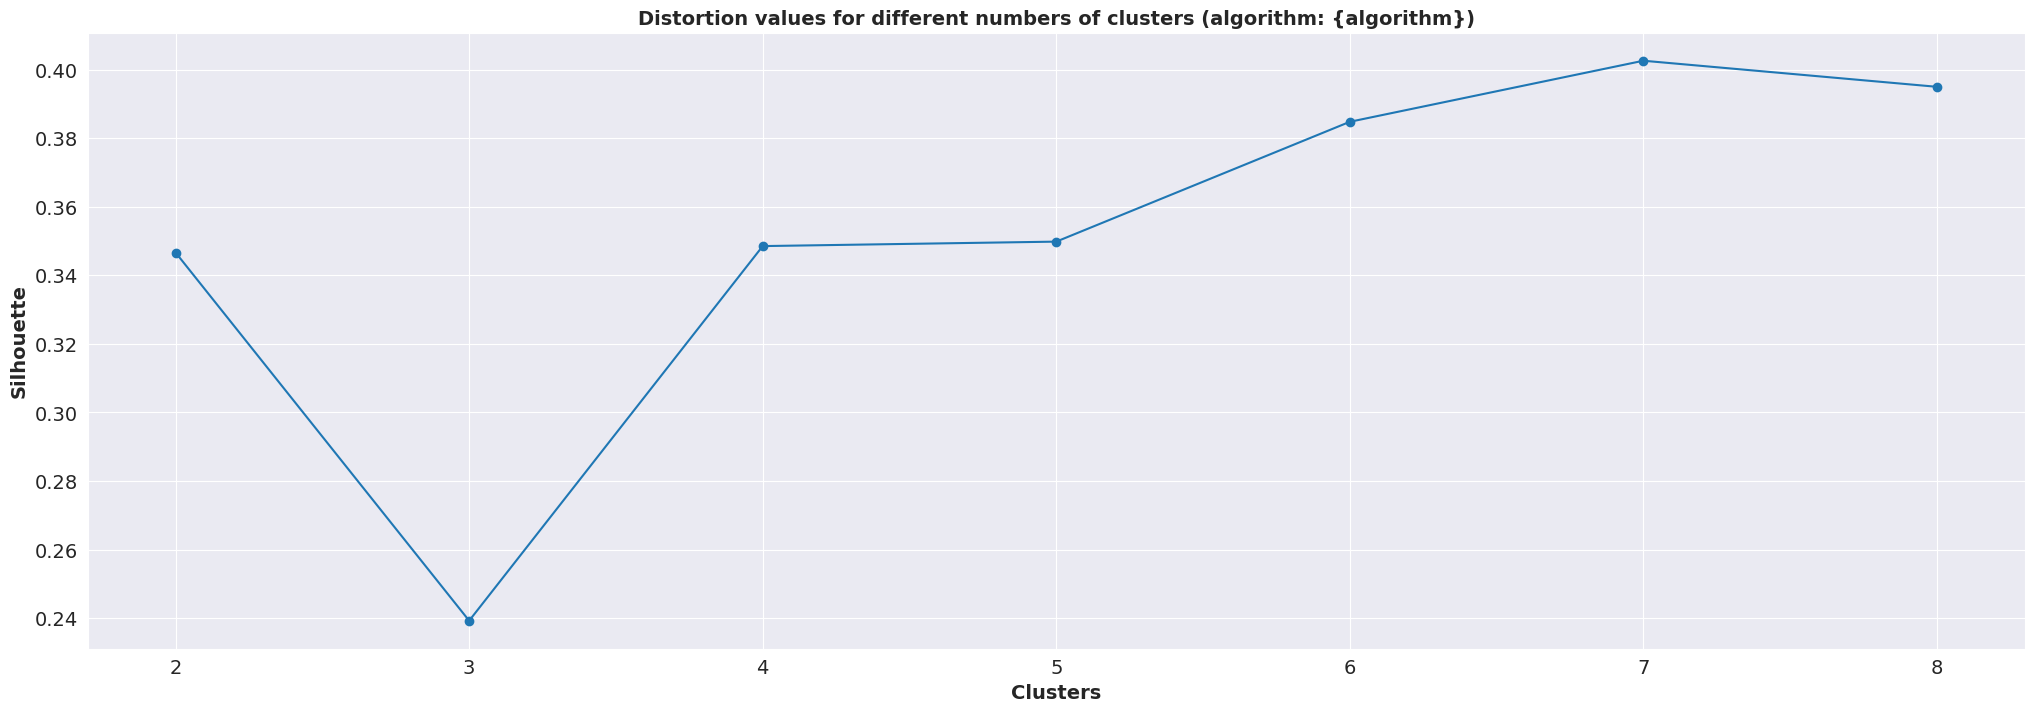 Distortion values for different numbers of clusters (algorithm: {algorithm})
0.40
0.38
0.36
0.34
0.32
0.30
0.28
0.26
0.24
Silhouette
2 3 4 5 6 7 8
Clusters